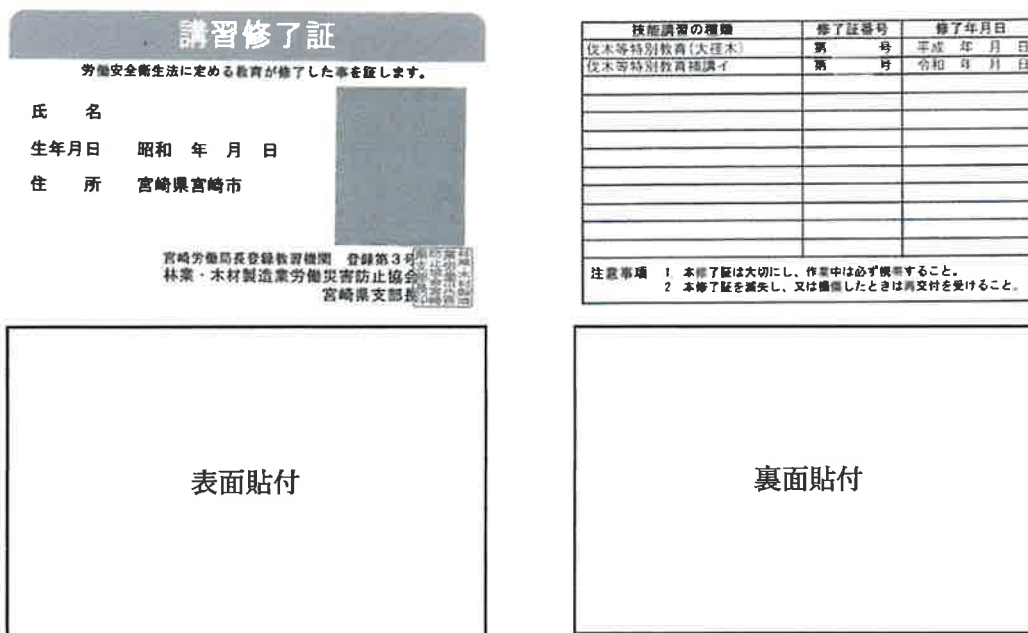 講習修了証
労働安全衛生法に定める教育が修了した事を証します。
氏　　名
生年月日　昭和　年　月　日
住　　所　宮崎県宮崎市
宮崎労働局長登録教習機関　登録第３号
林業・木材製造業労働災害防止協会
宮崎県支部長
技能講習の種類　修了証番号　修了年月日
伐木等特別教育(大径木)　第　号　平成　年　月　日
伐木等特別教育補講イ　第　号　令和　年　月　日
注意事項　1　本修了証は大切にし、作業中は必ず携帯すること。
2　本修了証を滅失し、又は損傷したときは再交付を受けること。
表面貼付
裏面貼付